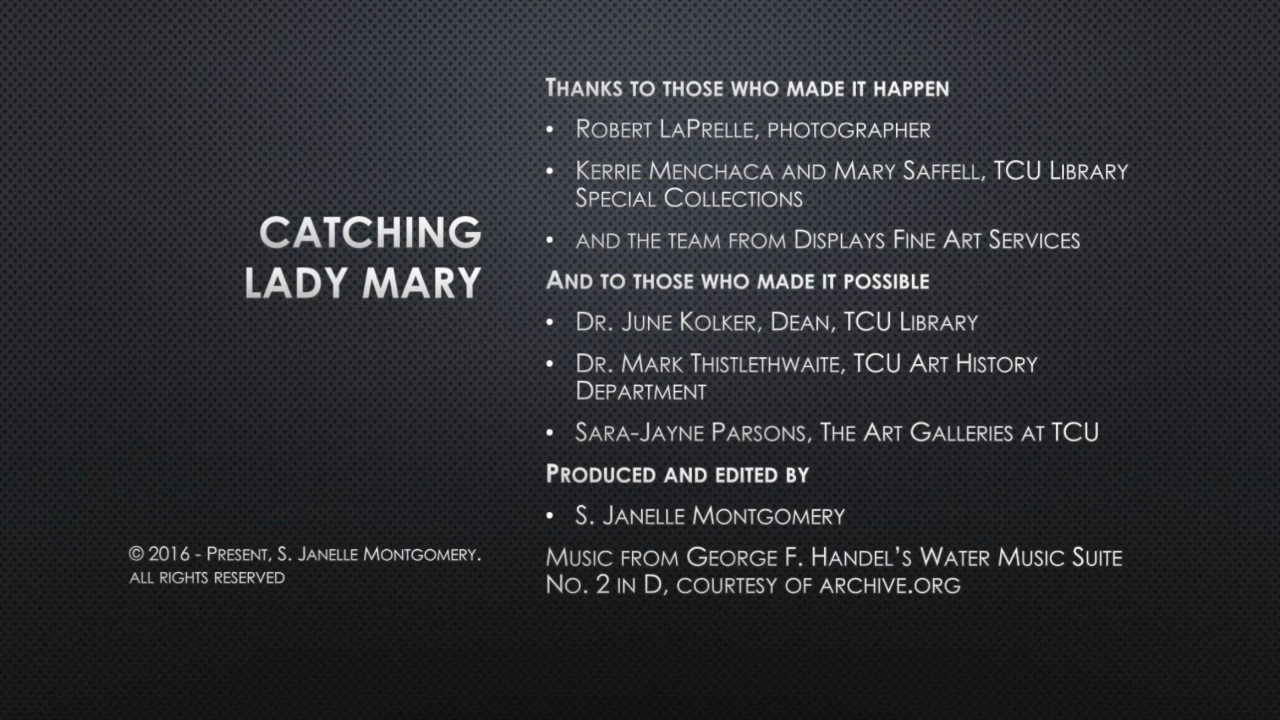 CATCHING
LADY MARY
© 2016 - Present, S. Janelle Montgomery.
all rights reserved
Thanks to those who made it happen
• Robert LaPrelle, photographer
• Kerrie Menchaca and Mary Saffell, TCU Library
Special Collections
• and the team from Displays Fine Art Services
And to those who made it possible
• Dr. June Kolker, Dean, TCU Library
• Dr. Mark Thistlethwaite, TCU Art History
Department
• Sara-Jayne Parsons, The Art Galleries at TCU
Produced and edited by
• S. Janelle Montgomery
Music from George F. Handel's Water Music Suite
No. 2 in D, courtesy of archive.org